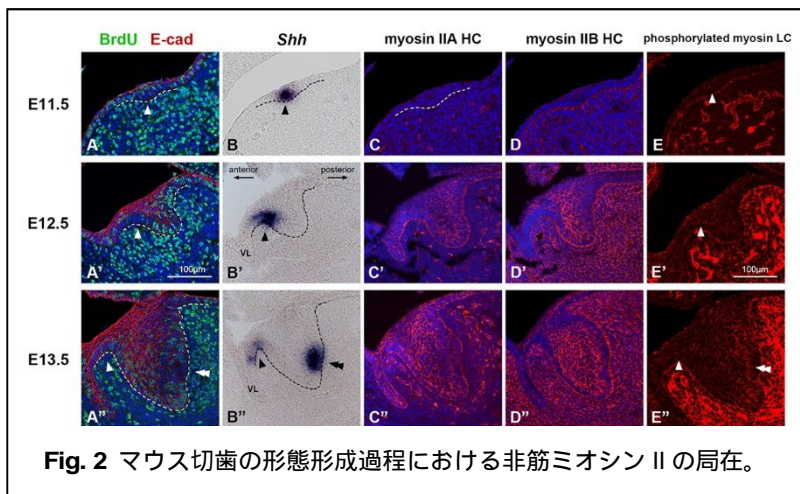 BrdU E-cad Shh myosin IIA HC myosin IIB HC phosphorylated myosin LC
E11.5
A B C D E
E12.5
anterior posterior
VL
100μm 100μm
A' B' C' D' E'
E13.5
VL
A" B" C" D" E"
Fig. 2 マウス切歯の形態形成過程における非筋ミオシン II の局在。